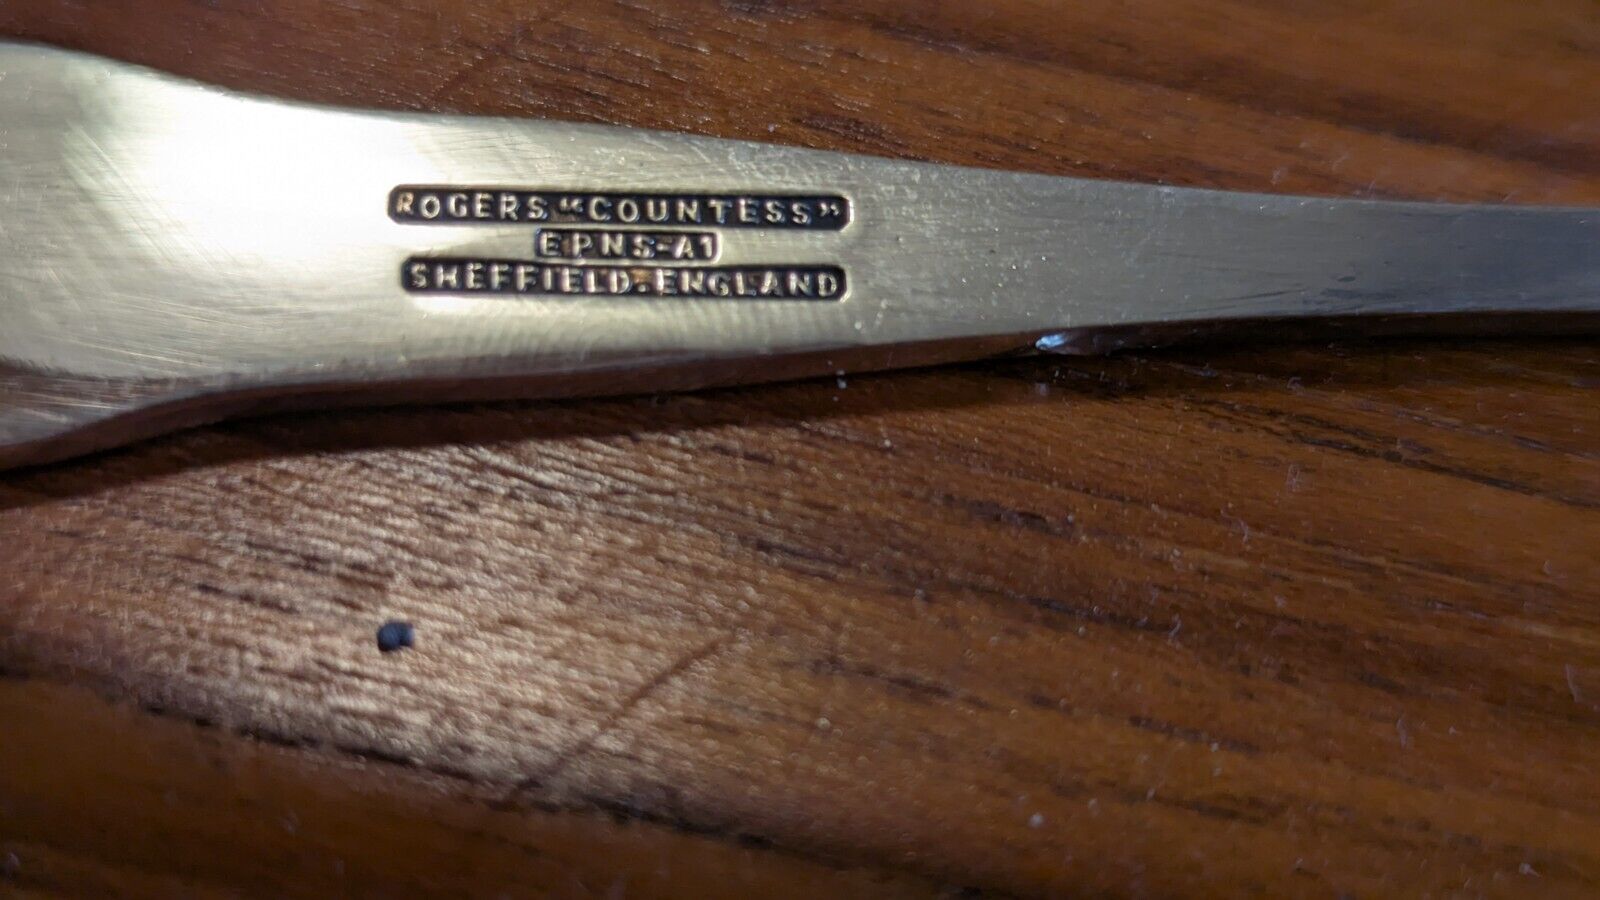 ROGERS "COUNTESS"
EPNS-A1
SHEFFIELD.ENGLAND